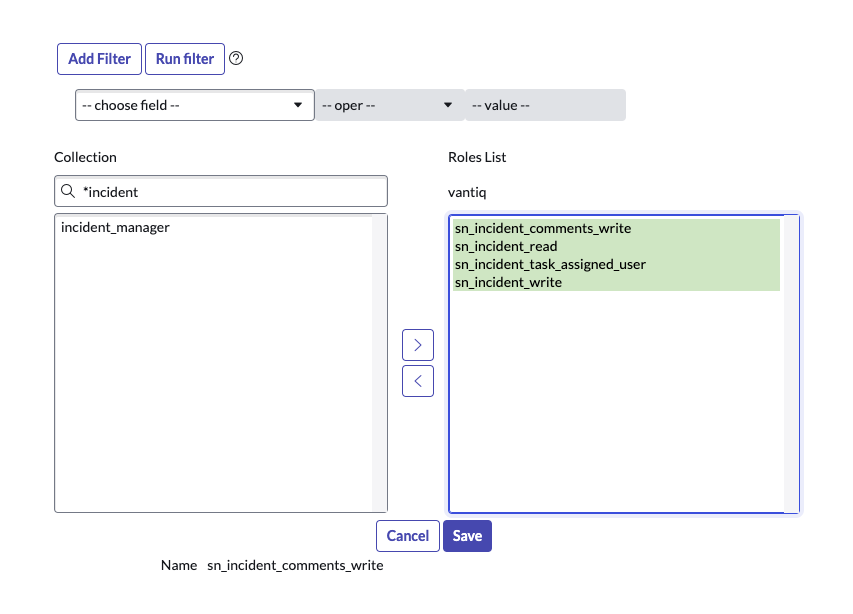 Add Filter Run filter ?
-- choose field -- -- oper -- -- value --
Collection Roles List
*incident vantiq
incident_manager sn_incident_comments_write
sn_incident_read
sn_incident_task_assigned_user
sn_incident_write
Cancel Save
Name sn_incident_comments_write